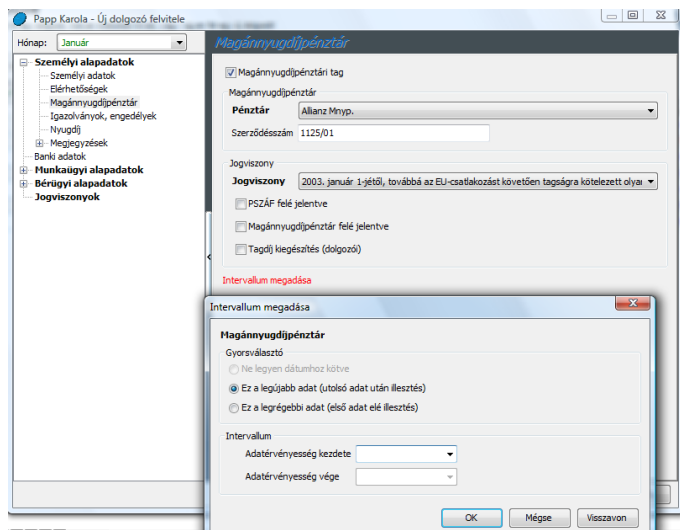 Papp Karola - Új dolgozó felvitele
Hónap: Január
Személyi alapadatok
Személyi adatok
Elérhetőségek
Magánnyugdíjpénztár
Igazolványok, engedélyek
Nyugdíj
Megjegyzések
Banki adatok
Munkaügyi alapadatok
Bérügyi alapadatok
Jogviszonyok
Magánnyugdíjpénztár
Magánnyugdíjpénztári tag
Magánnyugdíjpénztár
Pénztár Allianz Mnyp.
Szerződésszám 1125/01
Jogviszony
Jogviszony 2003. január 1-jétől, továbbá az EU-csatlakozást követően tagságra kötelezett olyan
PSZÁF felé jelentve
Magánnyugdíjpénztár felé jelentve
Tagdíj kiegészítés (dolgozói)
Intervallum megadása
Intervallum megadása
Magánnyugdíjpénztár
Gyorsválasztó
Ne legyen dátumhoz kötve
Ez a legújabb adat (utolsó adat után illesztés)
Ez a legrégebbi adat (első adat elé illesztés)
Intervallum
Adatérvényesség kezdete
Adatérvényesség vége
OK Mégse Visszavon